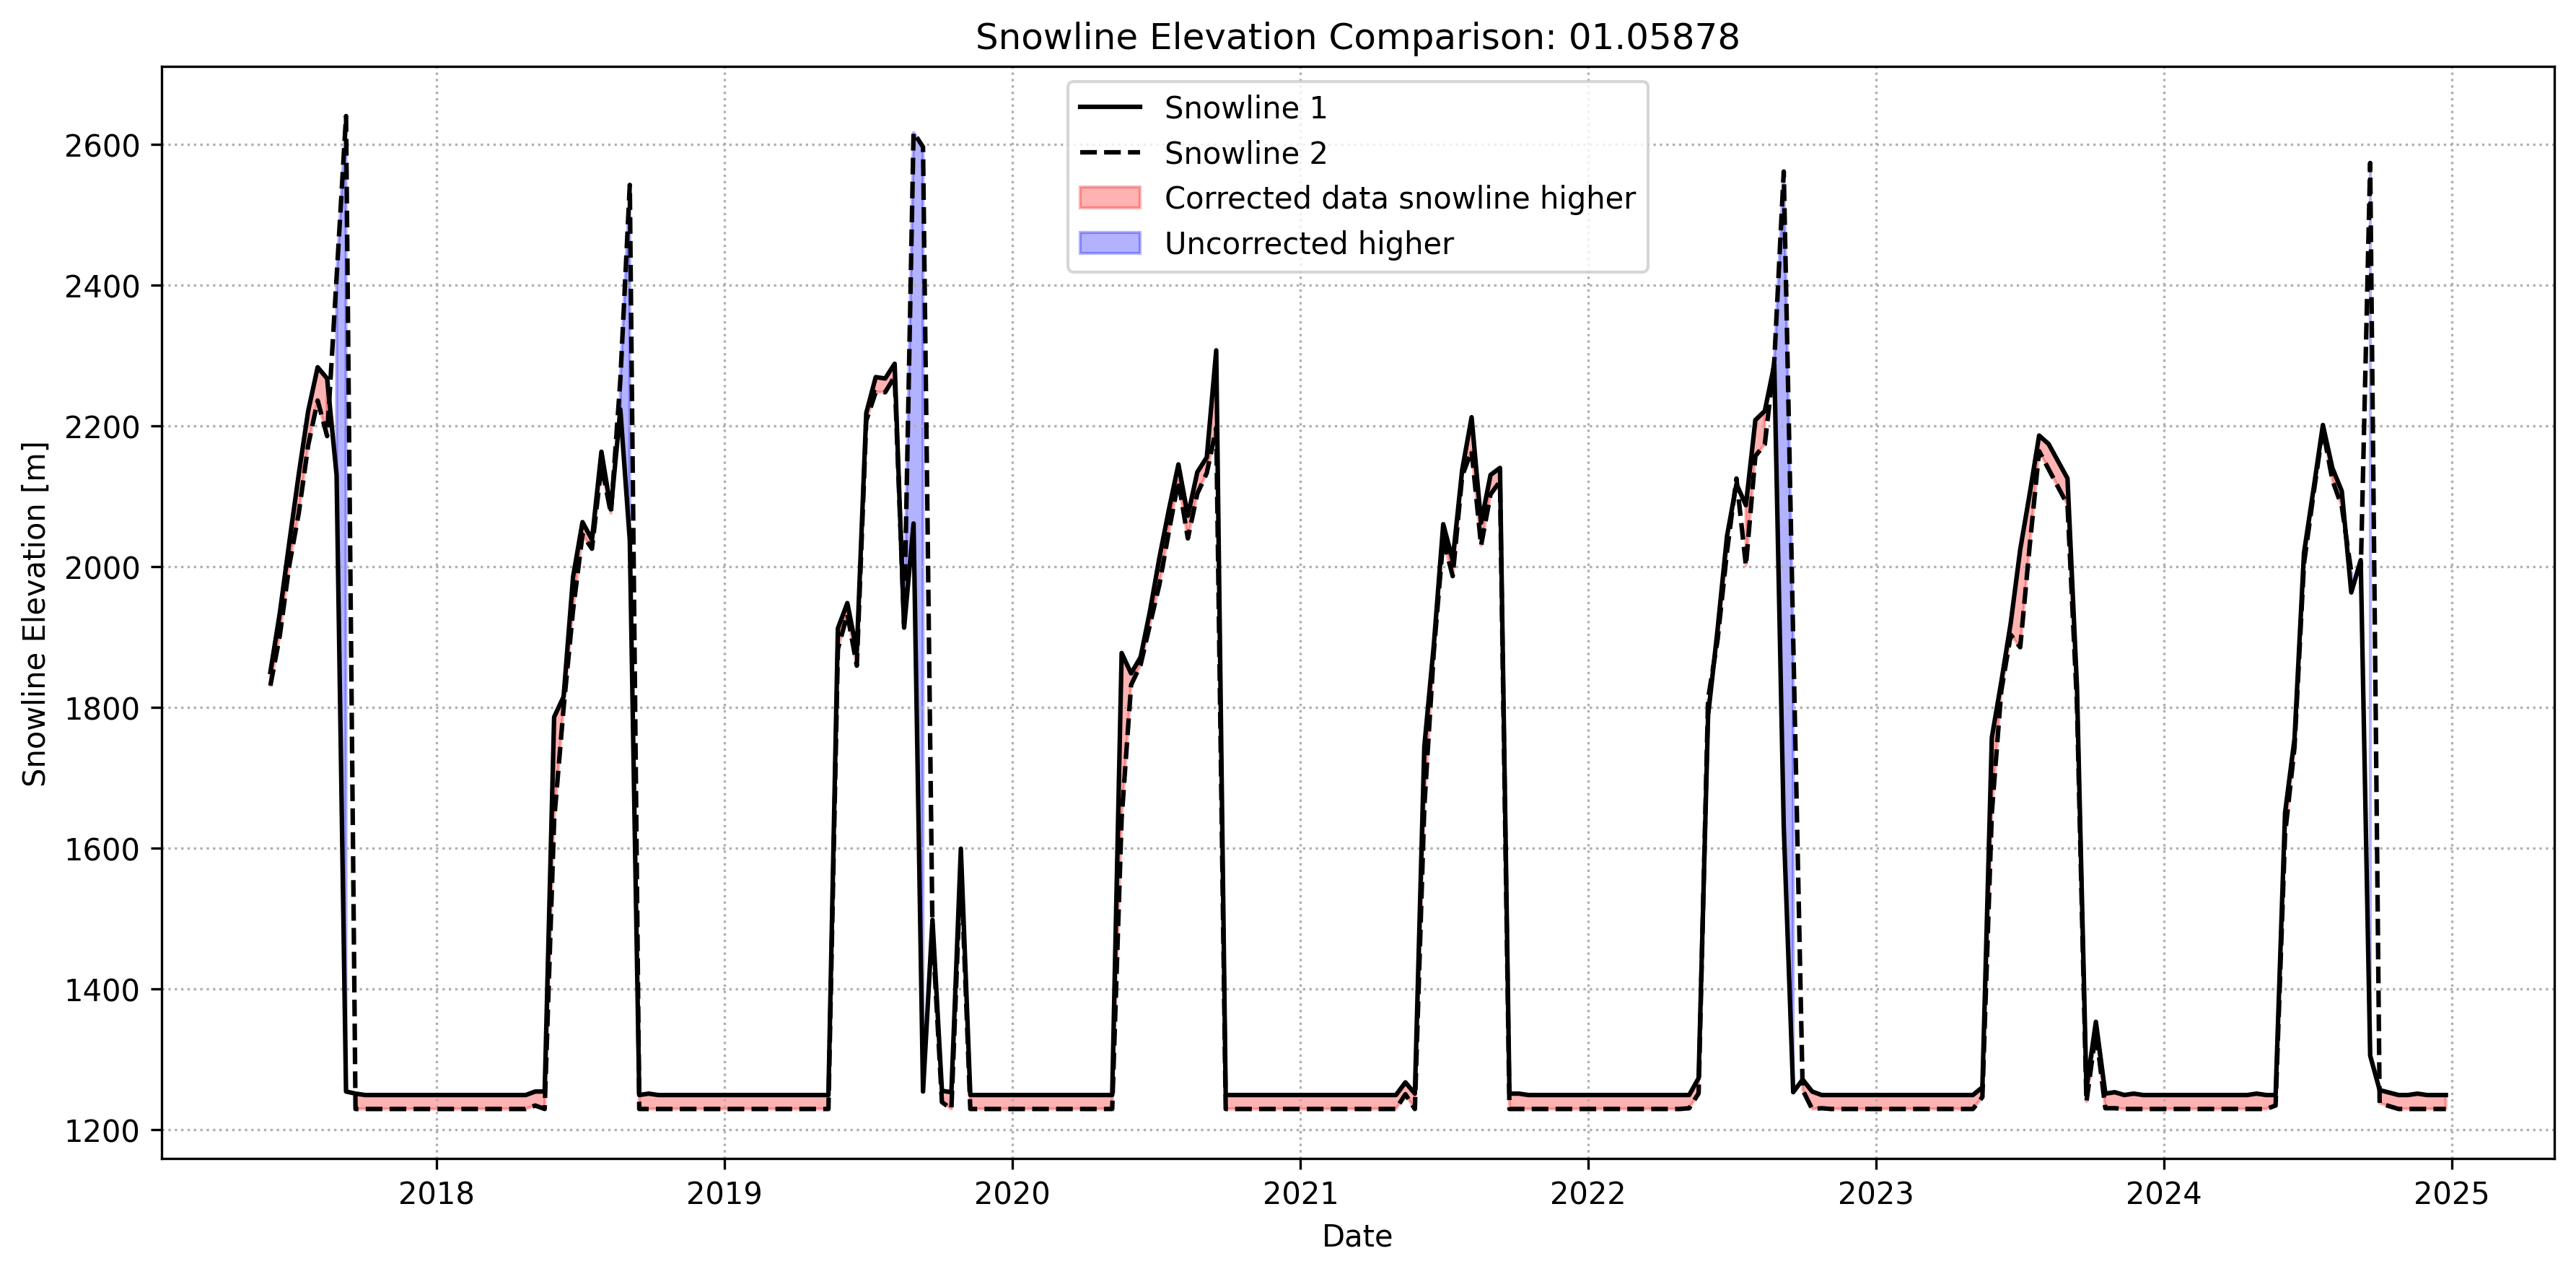 Snowline Elevation Comparison: 01.05878
Snowline 1
Snowline 2
Corrected data snowline higher
Uncorrected higher
Snowline Elevation [m]
2600
2400
2200
2000
1800
1600
1400
1200
2018 2019 2020 2021 2022 2023 2024 2025
Date